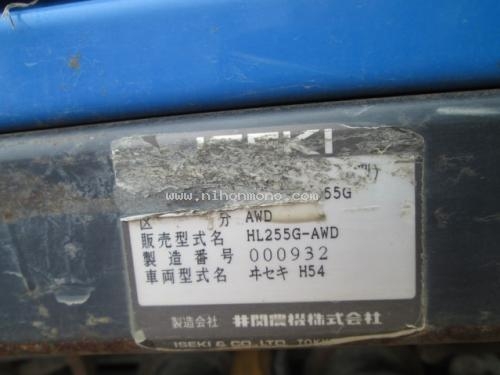 ISEKI
55G
www.nihonmono.com
区 分 AWD
販売型式名 HL255G-AWD
製造番号 000932
車両型式名 ヰセキ H54
製造会社 井関農機株式会社
ISEKI & CO., LTD. TOK